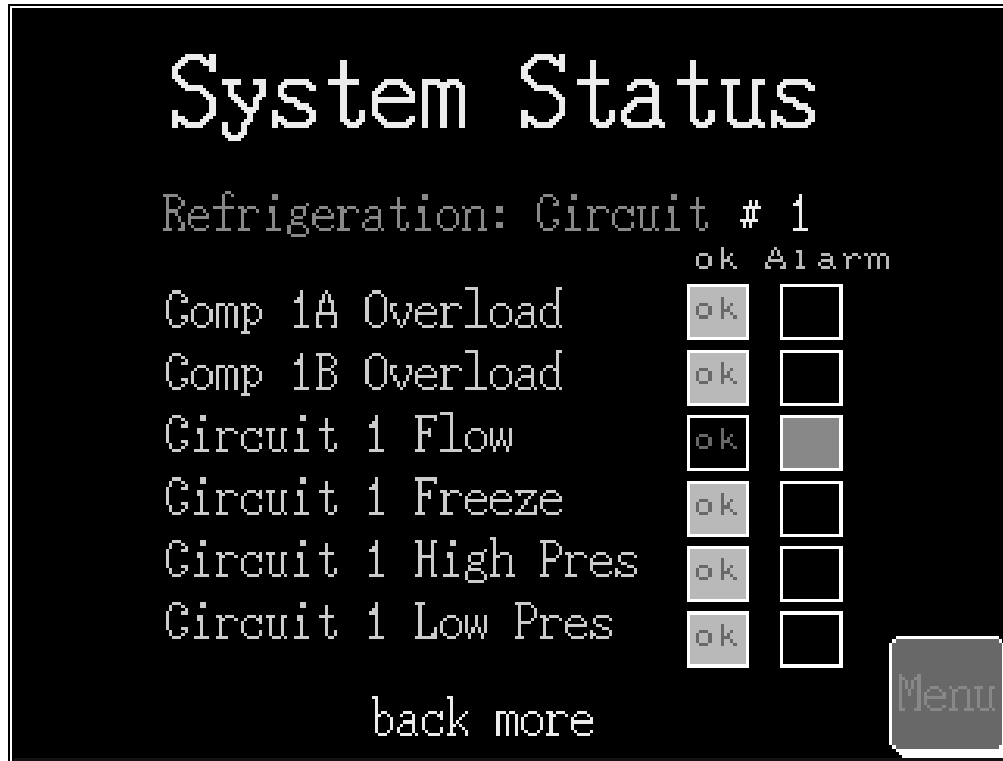 System Status
Refrigeration: Circuit # 1
ok Alarm
Comp 1A Overload ok
Comp 1B Overload ok
Circuit 1 Flow ok
Circuit 1 Freeze ok
Circuit 1 High Pres ok
Circuit 1 Low Pres ok
Menu
back more